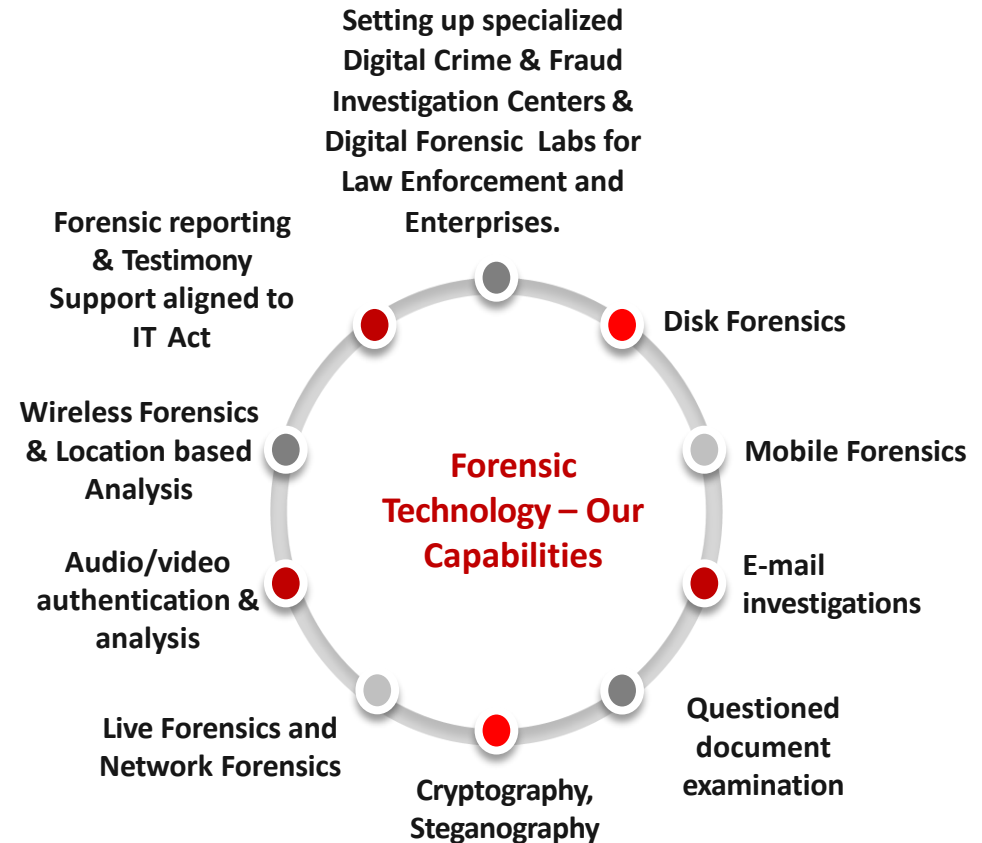 Setting up specialized
Digital Crime & Fraud
Investigation Centers &
Digital Forensic Labs for
Law Enforcement and
Enterprises.
Disk Forensics
Mobile Forensics
E-mail
investigations
Questioned
document
examination
Cryptography,
Steganography
Live Forensics and
Network Forensics
Audio/video
authentication &
analysis
Wireless Forensics
& Location based
Analysis
Forensic reporting
& Testimony
Support aligned to
IT Act
Forensic
Technology – Our
Capabilities